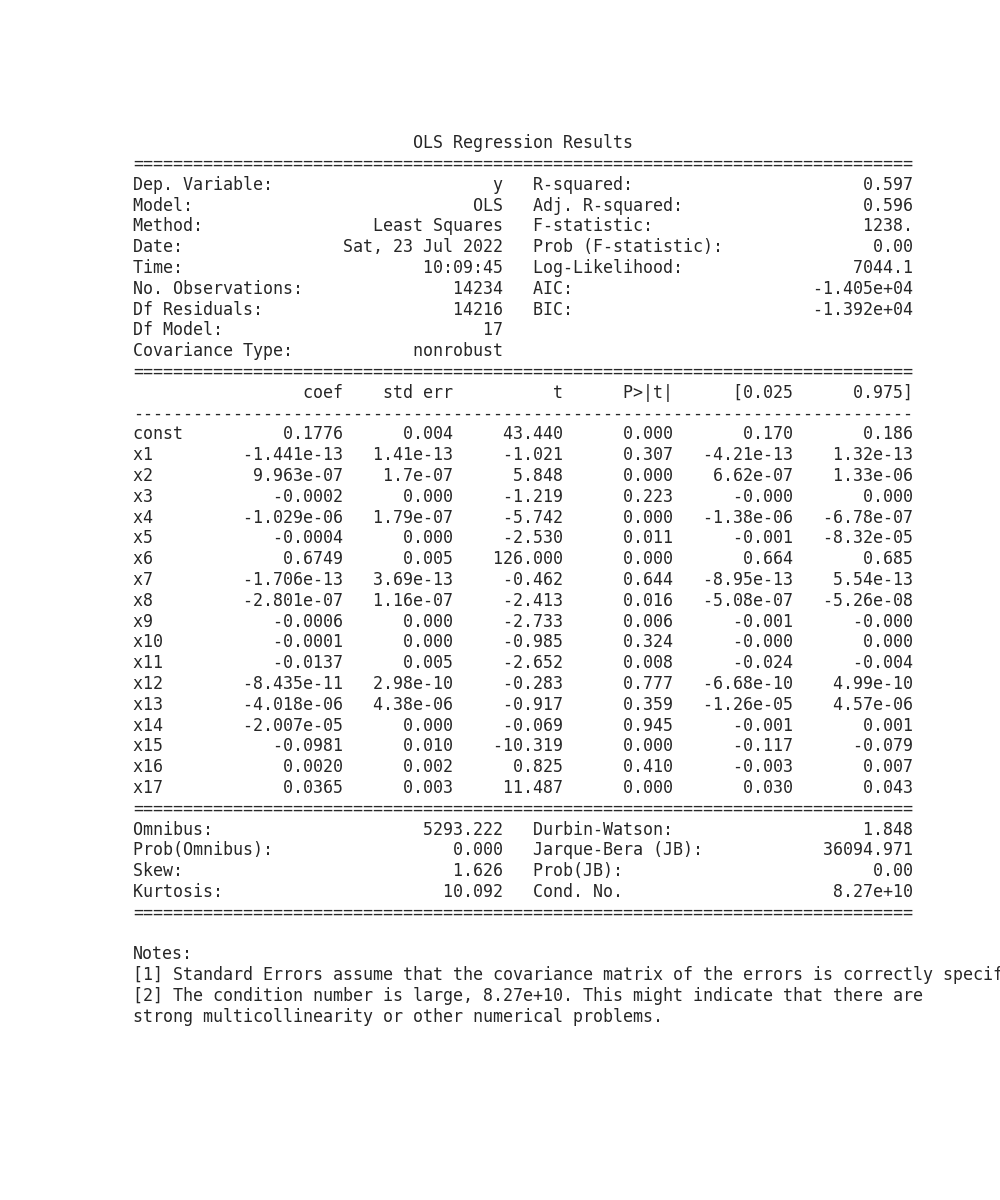 OLS Regression Results
==============================================================================
Dep. Variable:                      y   R-squared:                       0.597
Model:                            OLS   Adj. R-squared:                  0.596
Method:                 Least Squares   F-statistic:                     1238.
Date:                Sat, 23 Jul 2022   Prob (F-statistic):               0.00
Time:                        10:09:45   Log-Likelihood:                 7044.1
No. Observations:               14234   AIC:                        -1.405e+04
Df Residuals:                   14216   BIC:                        -1.392e+04
Df Model:                          17
Covariance Type:            nonrobust
==============================================================================
                 coef    std err          t      P>|t|      [0.025      0.975]
------------------------------------------------------------------------------
const          0.1776      0.004     43.440      0.000       0.170       0.186
x1         -1.441e-13   1.41e-13     -1.021      0.307   -4.21e-13    1.32e-13
x2          9.963e-07    1.7e-07      5.848      0.000    6.62e-07    1.33e-06
x3            -0.0002      0.000     -1.219      0.223      -0.000       0.000
x4         -1.029e-06   1.79e-07     -5.742      0.000   -1.38e-06   -6.78e-07
x5            -0.0004      0.000     -2.530      0.011      -0.001   -8.32e-05
x6             0.6749      0.005    126.000      0.000       0.664       0.685
x7         -1.706e-13   3.69e-13     -0.462      0.644   -8.95e-13    5.54e-13
x8         -2.801e-07   1.16e-07     -2.413      0.016   -5.08e-07   -5.26e-08
x9            -0.0006      0.000     -2.733      0.006      -0.001      -0.000
x10           -0.0001      0.000     -0.985      0.324      -0.000       0.000
x11           -0.0137      0.005     -2.652      0.008      -0.024      -0.004
x12        -8.435e-11   2.98e-10     -0.283      0.777   -6.68e-10    4.99e-10
x13        -4.018e-06   4.38e-06     -0.917      0.359   -1.26e-05    4.57e-06
x14        -2.007e-05      0.000     -0.069      0.945      -0.001       0.001
x15           -0.0981      0.010    -10.319      0.000      -0.117      -0.079
x16            0.0020      0.002      0.825      0.410      -0.003       0.007
x17            0.0365      0.003     11.487      0.000       0.030       0.043
==============================================================================
Omnibus:                     5293.222   Durbin-Watson:                   1.848
Prob(Omnibus):                  0.000   Jarque-Bera (JB):            36094.971
Skew:                           1.626   Prob(JB):                         0.00
Kurtosis:                      10.092   Cond. No.                     8.27e+10
==============================================================================
Notes:
[1] Standard Errors assume that the covariance matrix of the errors is correctly specif
[2] The condition number is large, 8.27e+10. This might indicate that there are
strong multicollinearity or other numerical problems.